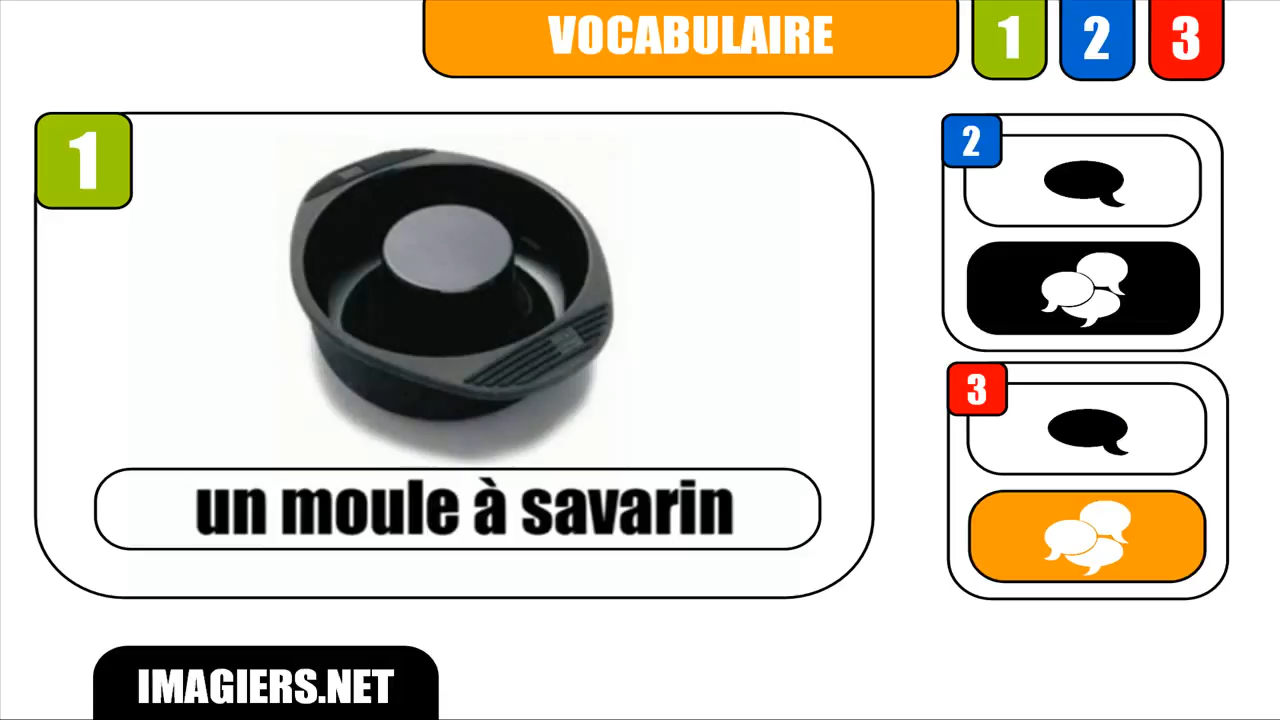 VOCABULAIRE
1
2
3
1
un moule à savarin
2
3
IMAGIERS.NET